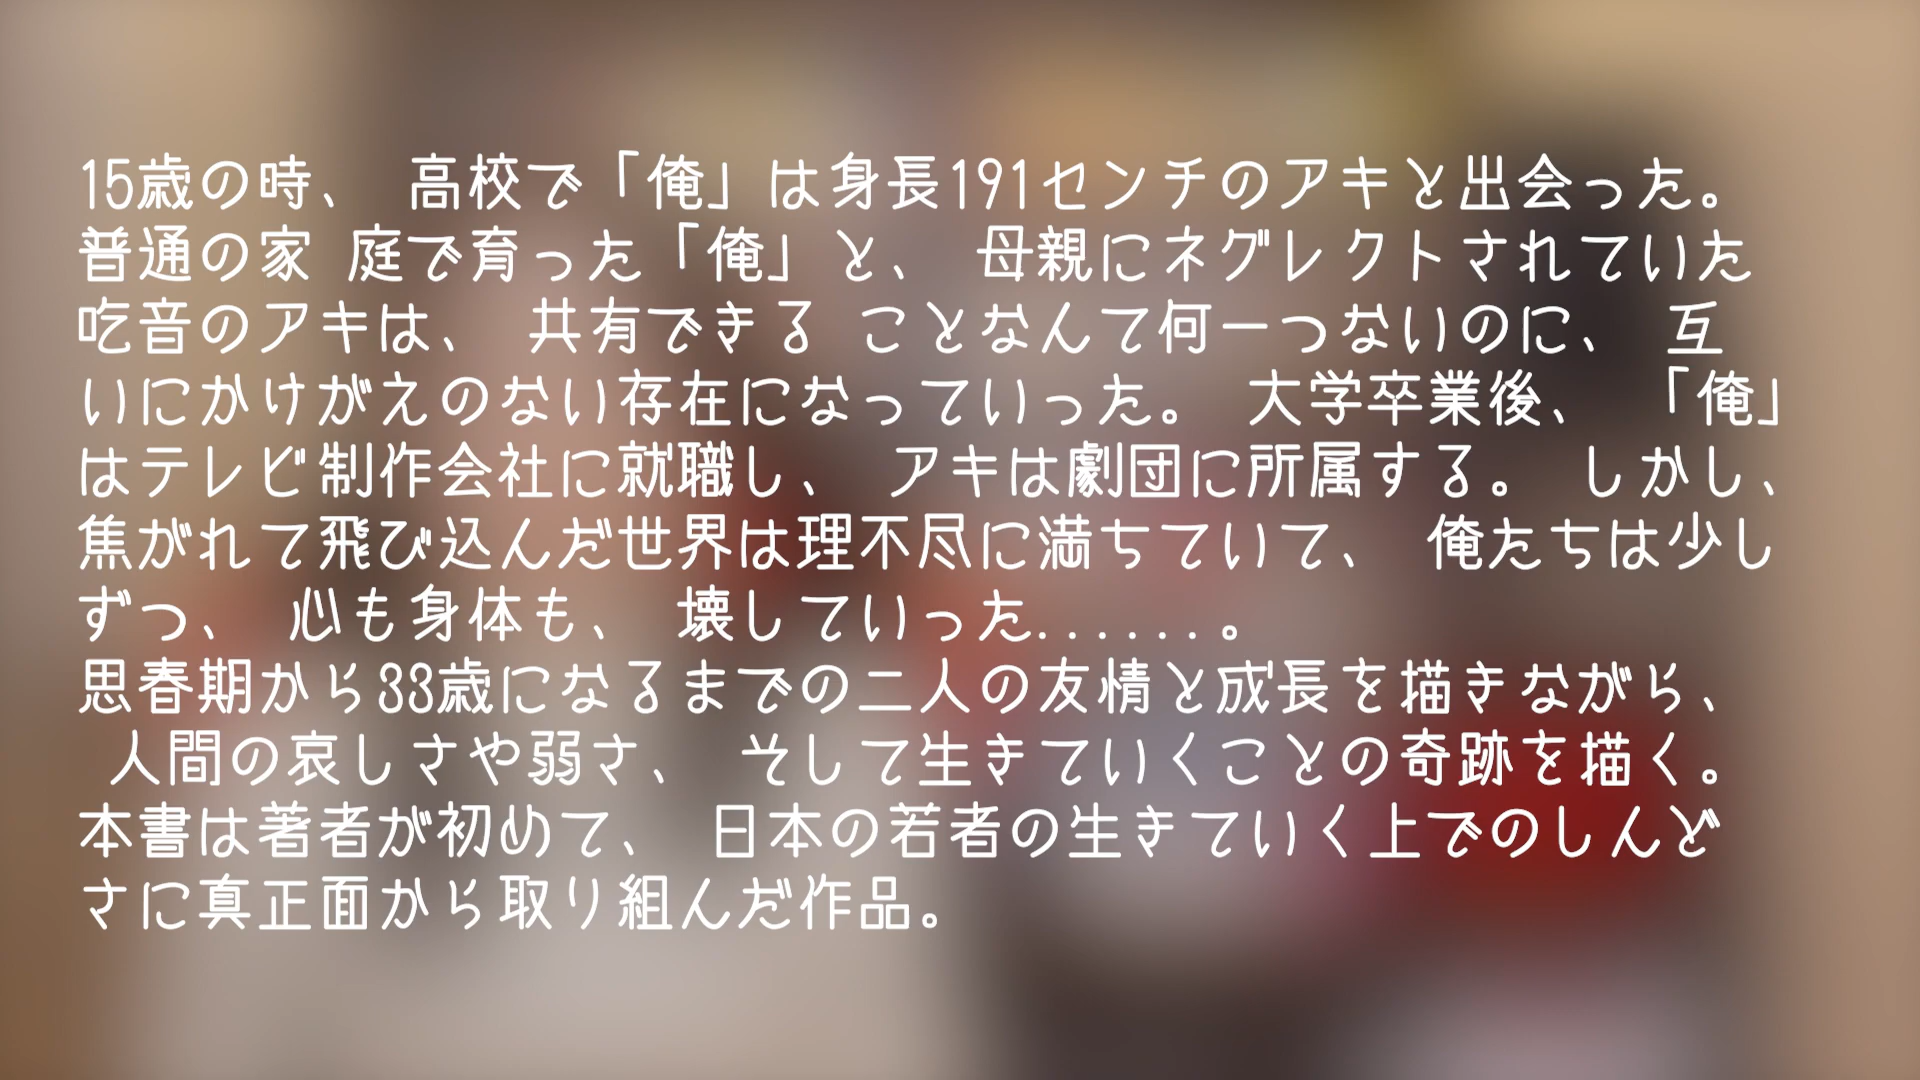 15歳の時、 高校で「俺」は身長191センチのアキと出会った。
普通の家 庭で育った「俺」と、 母親にネグレクトされていた
吃音のアキは、 共有できる ことなんて何一つないのに、 互
いにかけがえのない存在になっていった。 大学卒業後、 「俺」
はテレビ制作会社に就職し、 アキは劇団に所属する。 しかし、
焦がれて飛び込んだ世界は理不尽に満ちていて、 俺たちは少し
ずつ、 心も身体も、 壊していった......。
思春期から33歳になるまでの二人の友情と成長を描きながら、
人間の哀しさや弱さ、 そして生きていくことの奇跡を描く。
本書は著者が初めて、 日本の若者の生きていく上でのしんど
さに真正面から取り組んだ作品。